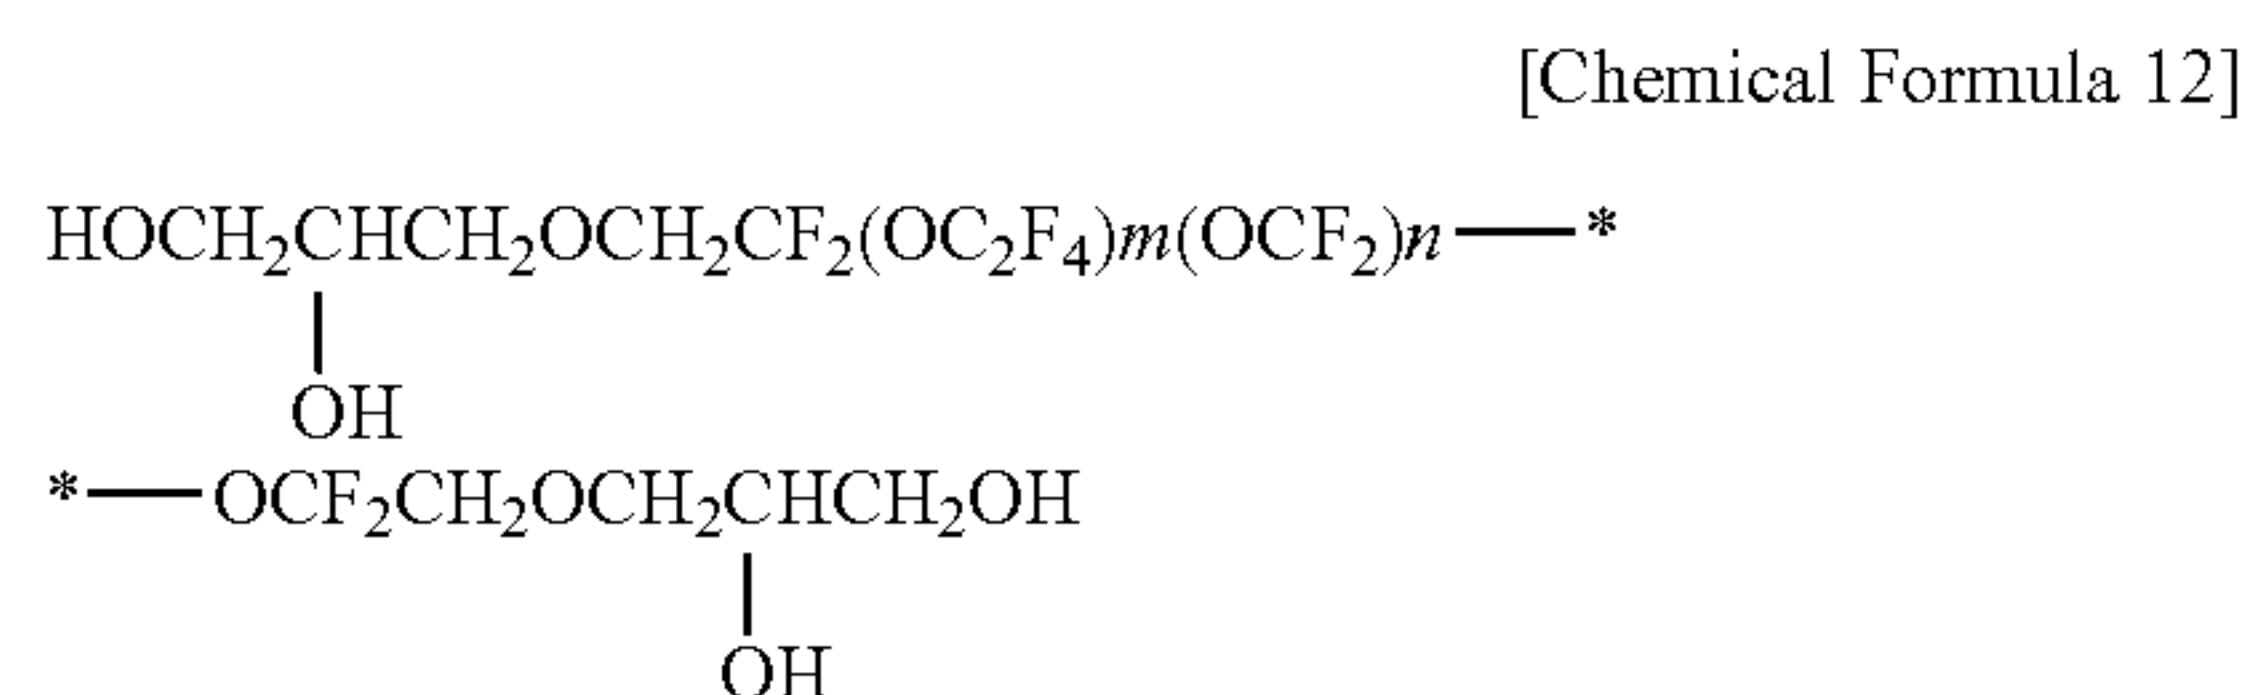 [Chemical Formula 12]
HOCH₂CHCH₂OCH₂CF₂(OC₂F₄)m(OCF₂)n—*
OH
*—OCF₂CH₂OCH₂CHCH₂OH
OH